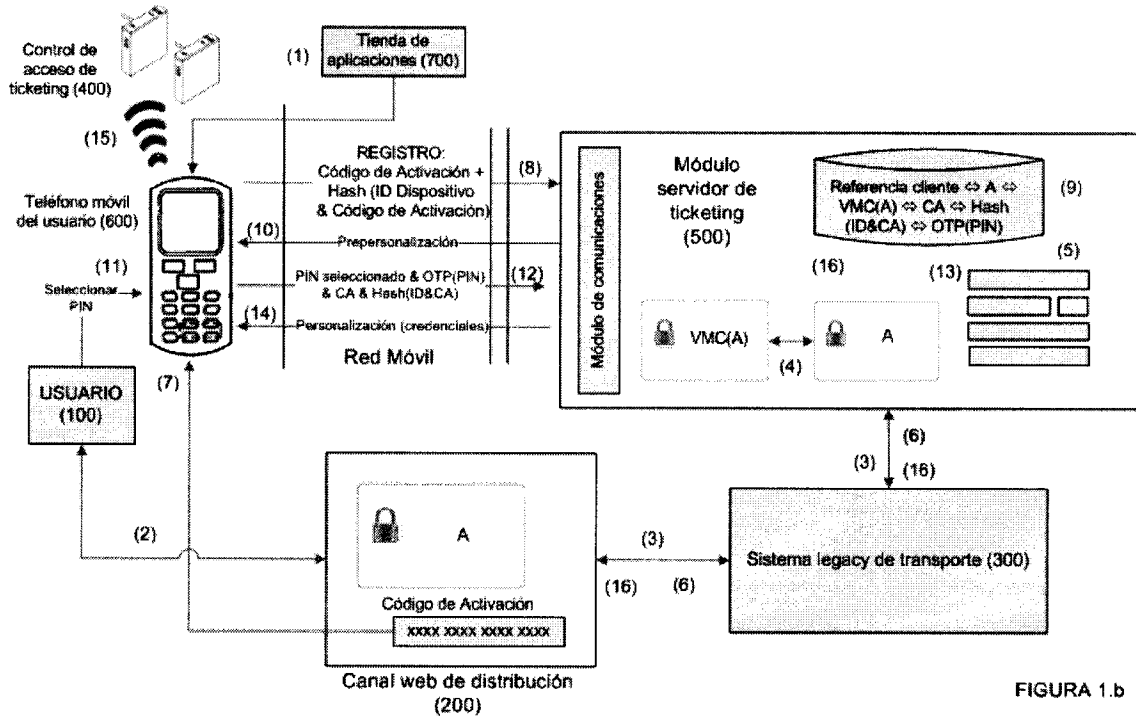 Control de
acceso de
ticketing (400)
(1)
Tienda de
aplicaciones (700)
(15)
Teléfono móvil
del usuario (600)
REGISTRO:
Código de Activación +
Hash (ID Dispositivo
& Código de Activación)
(8)
(10)
Prepersonalización
(11)
Seleccionar
PIN
PIN seleccionado & OTP(PIN)
& CA & Hash(ID&CA)
(12)
(14)
Personalización (credenciales)
Red Móvil
(7)
USUARIO
(100)
Módulo de comunicaciones
Módulo
servidor de
ticketing
(500)
Referencia cliente ⇔ A ⇔
VMC(A) ⇔ CA ⇔ Hash
(ID&CA) ⇔ OTP(PIN)
(9)
(5)
(16)
(13)
VMC(A)
(4)
A
(6)
(3)
(16)
(2)
A
Código de Activación
xxxx xxxx xxxx xxxx
(3)
(16)
(6)
Sistema legacy de transporte (300)
Canal web de distribución
(200)
FIGURA 1.b